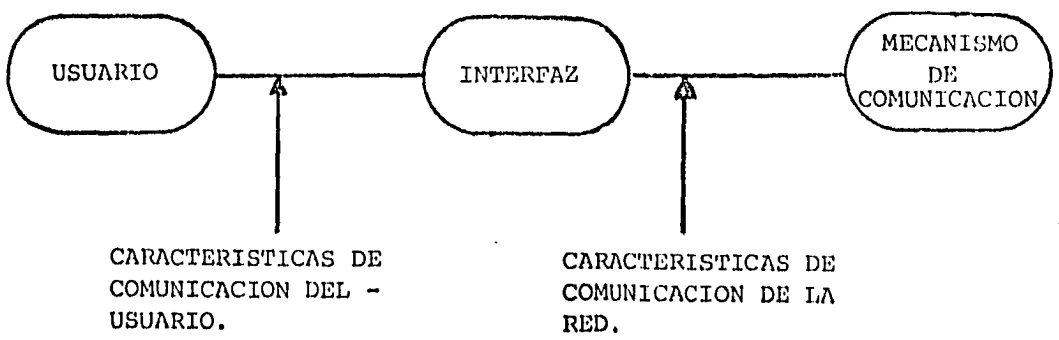 USUARIO
INTERFAZ
MECANISMO
DE
COMUNICACION
CARACTERISTICAS DE
COMUNICACION DEL -
USUARIO.
CARACTERISTICAS DE
COMUNICACION DE LA
RED.